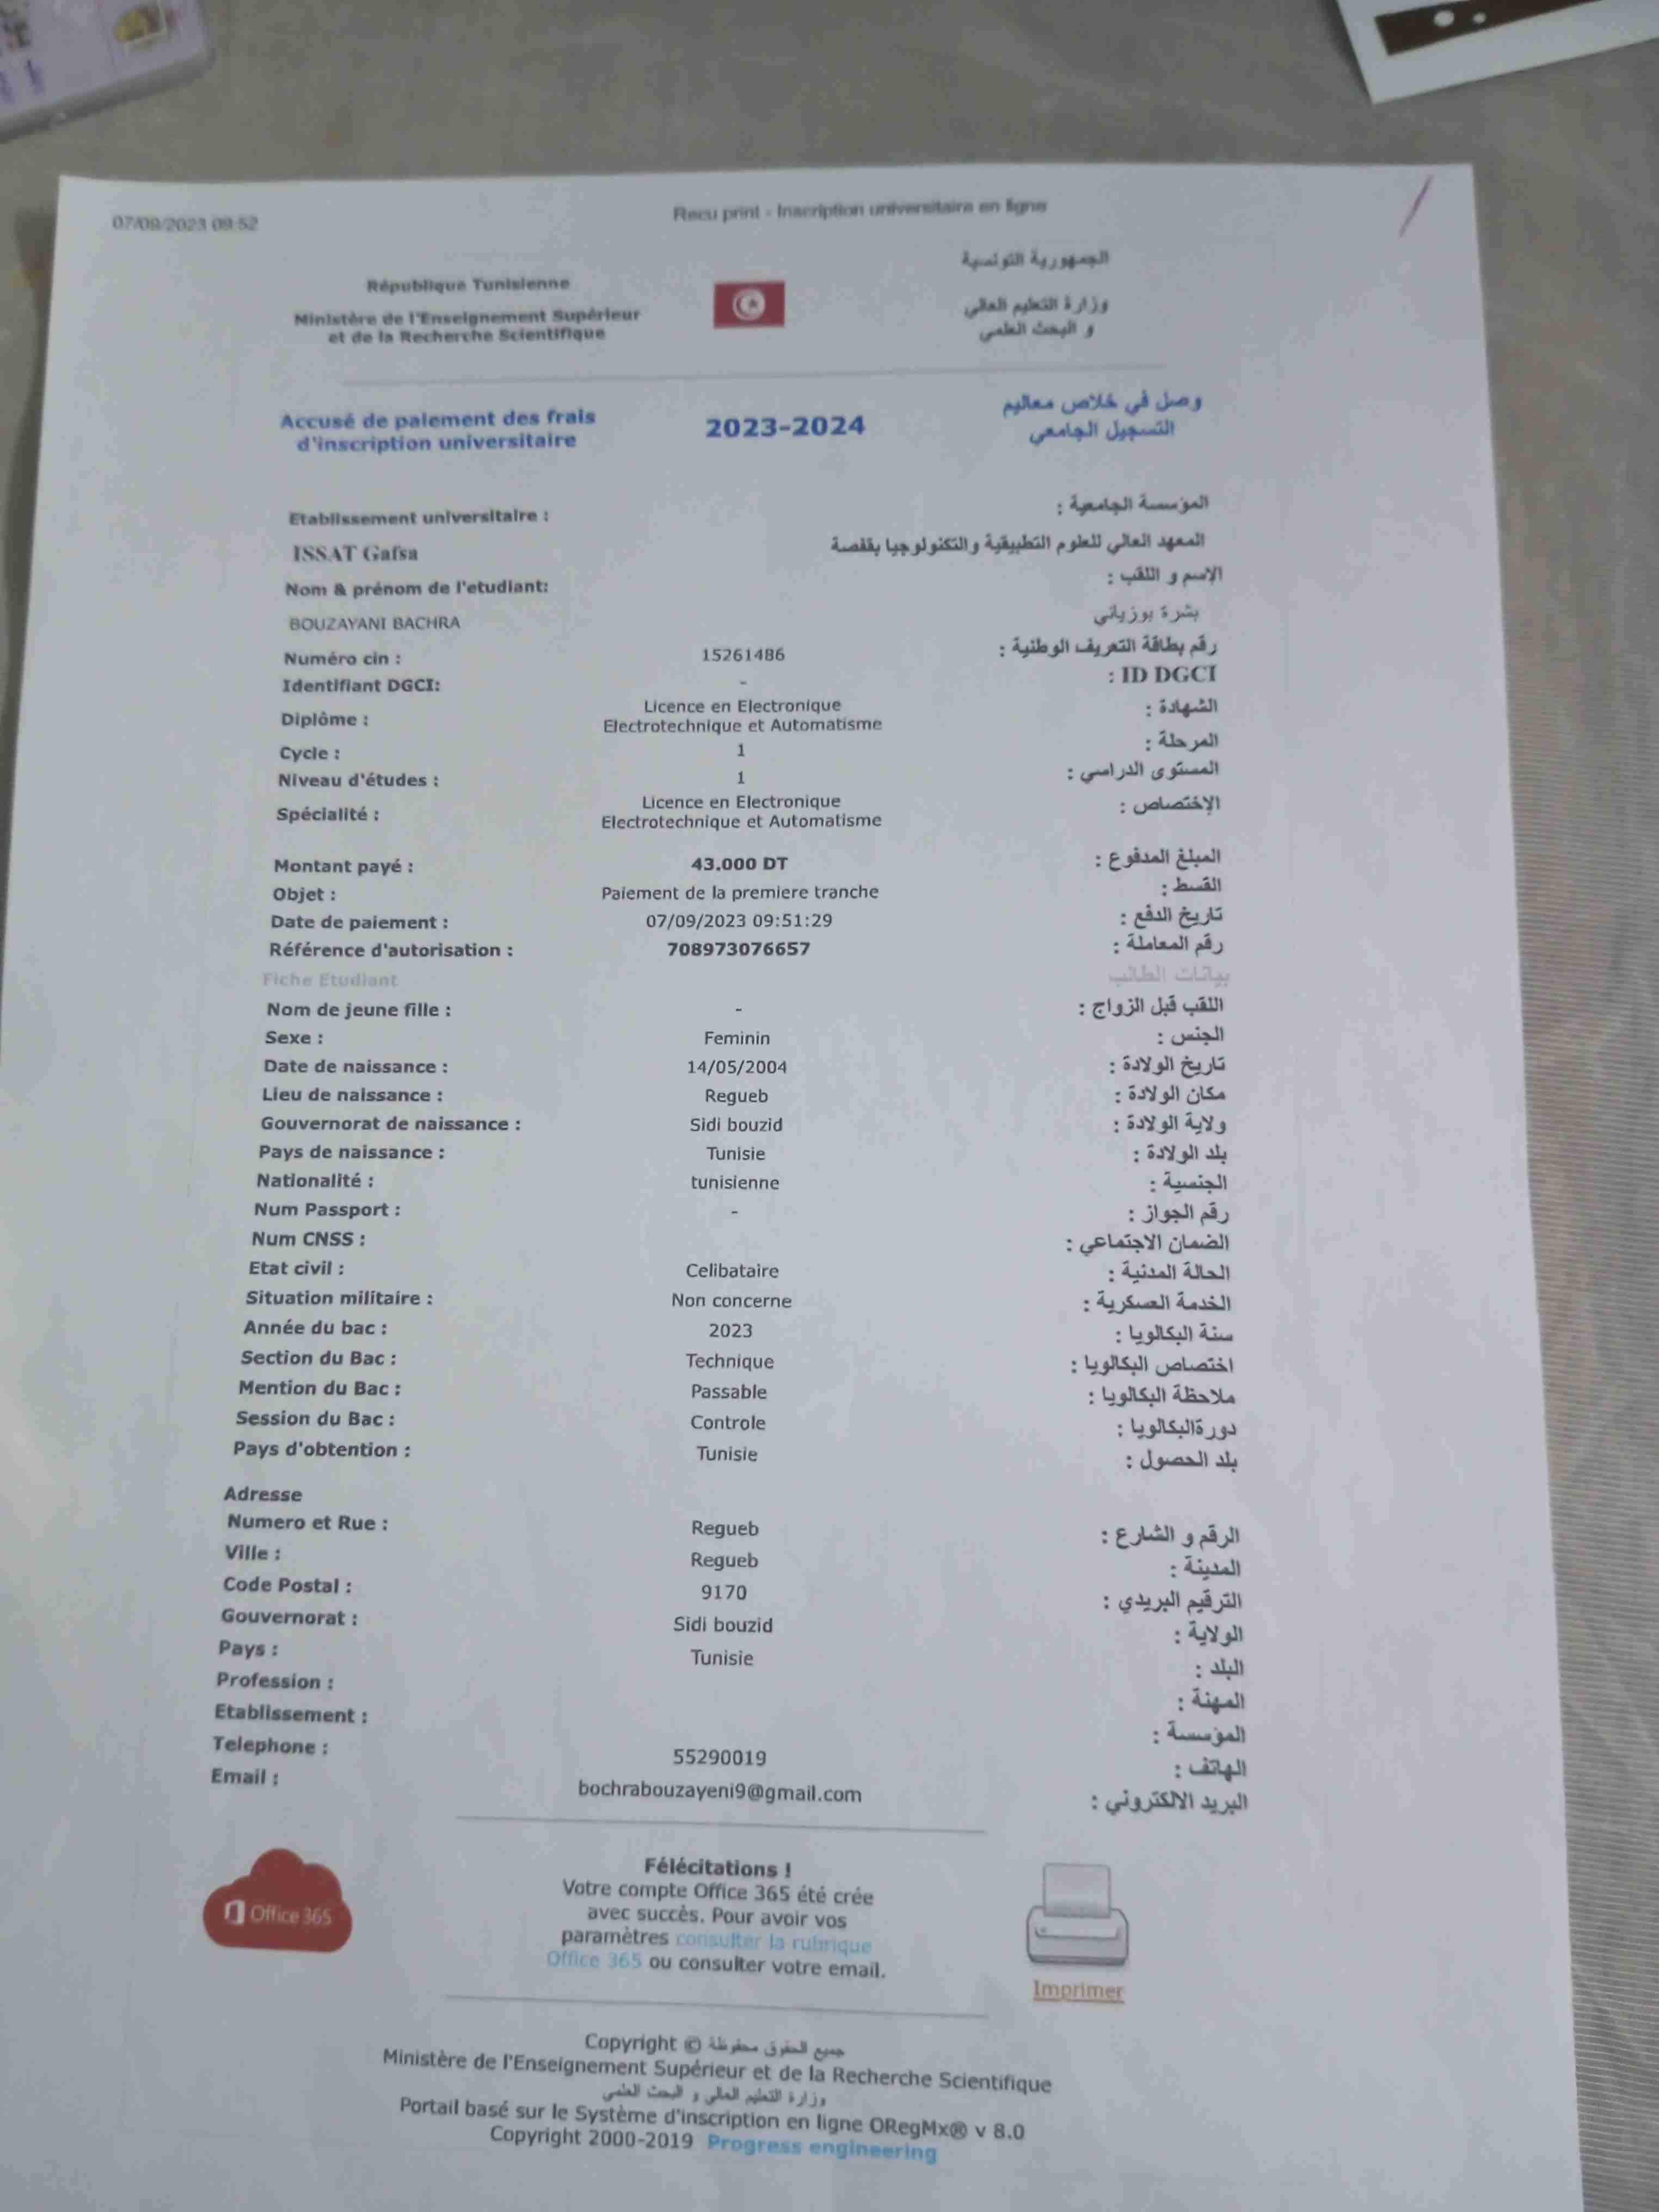 07/09/2023 09:52
Recu print - Inscription universitaire en ligne
République Tunisienne
الجمهورية التونسية
Ministère de l'Enseignement Supérieur
et de la Recherche Scientifique
وزارة التعليم العالي
و البحث العلمي
Accusé de paiement des frais
d'inscription universitaire
2023-2024
وصل في خلاص معاليم
التسجيل الجامعي
Etablissement universitaire : المؤسسة الجامعية :
ISSAT Gafsa المعهد العالي للعلوم التطبيقية والتكنولوجيا بقفصة
Nom & prénom de l'etudiant: الإسم و اللقب :
BOUZAYANI BACHRA بشرة بوزياني
Numéro cin : 15261486 رقم بطاقة التعريف الوطنية :
Identifiant DGCI: - : ID DGCI
Diplôme : Licence en Electronique
Electrotechnique et Automatisme الشهادة :
Cycle : 1 المرحلة :
Niveau d'études : 1 المستوى الدراسي :
Spécialité : Licence en Electronique
Electrotechnique et Automatisme الإختصاص :
Montant payé : 43.000 DT المبلغ المدفوع :
Objet : Paiement de la premiere tranche القسط :
Date de paiement : 07/09/2023 09:51:29 تاريخ الدفع :
Référence d'autorisation : 708973076657 رقم المعاملة :
Fiche Etudiant بيانات الطالب
Nom de jeune fille : - اللقب قبل الزواج :
Sexe : Feminin الجنس :
Date de naissance : 14/05/2004 تاريخ الولادة :
Lieu de naissance : Regueb مكان الولادة :
Gouvernorat de naissance : Sidi bouzid ولاية الولادة :
Pays de naissance : Tunisie بلد الولادة :
Nationalité : tunisienne الجنسية :
Num Passport : - رقم الجواز :
Num CNSS : الضمان الاجتماعي :
Etat civil : Celibataire الحالة المدنية :
Situation militaire : Non concerne الخدمة العسكرية :
Année du bac : 2023 سنة البكالويا :
Section du Bac : Technique اختصاص البكالويا :
Mention du Bac : Passable ملاحظة البكالويا :
Session du Bac : Controle دورةالبكالويا :
Pays d'obtention : Tunisie بلد الحصول :
Adresse
Numero et Rue : Regueb الرقم و الشارع :
Ville : Regueb المدينة :
Code Postal : 9170 الترقيم البريدي :
Gouvernorat : Sidi bouzid الولاية :
Pays : Tunisie البلد :
Profession : المهنة :
Etablissement : المؤسسة :
Telephone : 55290019 الهاتف :
Email : bochrabouzayeni9@gmail.com البريد الالكتروني :
Office 365
Félécitations !
Votre compte Office 365 été crée
avec succès. Pour avoir vos
paramètres consulter la rubrique
Office 365 ou consulter votre email.
Imprimer
Copyright © جميع الحقوق محفوظة
Ministère de l'Enseignement Supérieur et de la Recherche Scientifique
وزارة التعليم العالي و البحث العلمي
Portail basé sur le Système d'inscription en ligne ORegMx® v 8.0
Copyright 2000-2019 Progress engineering